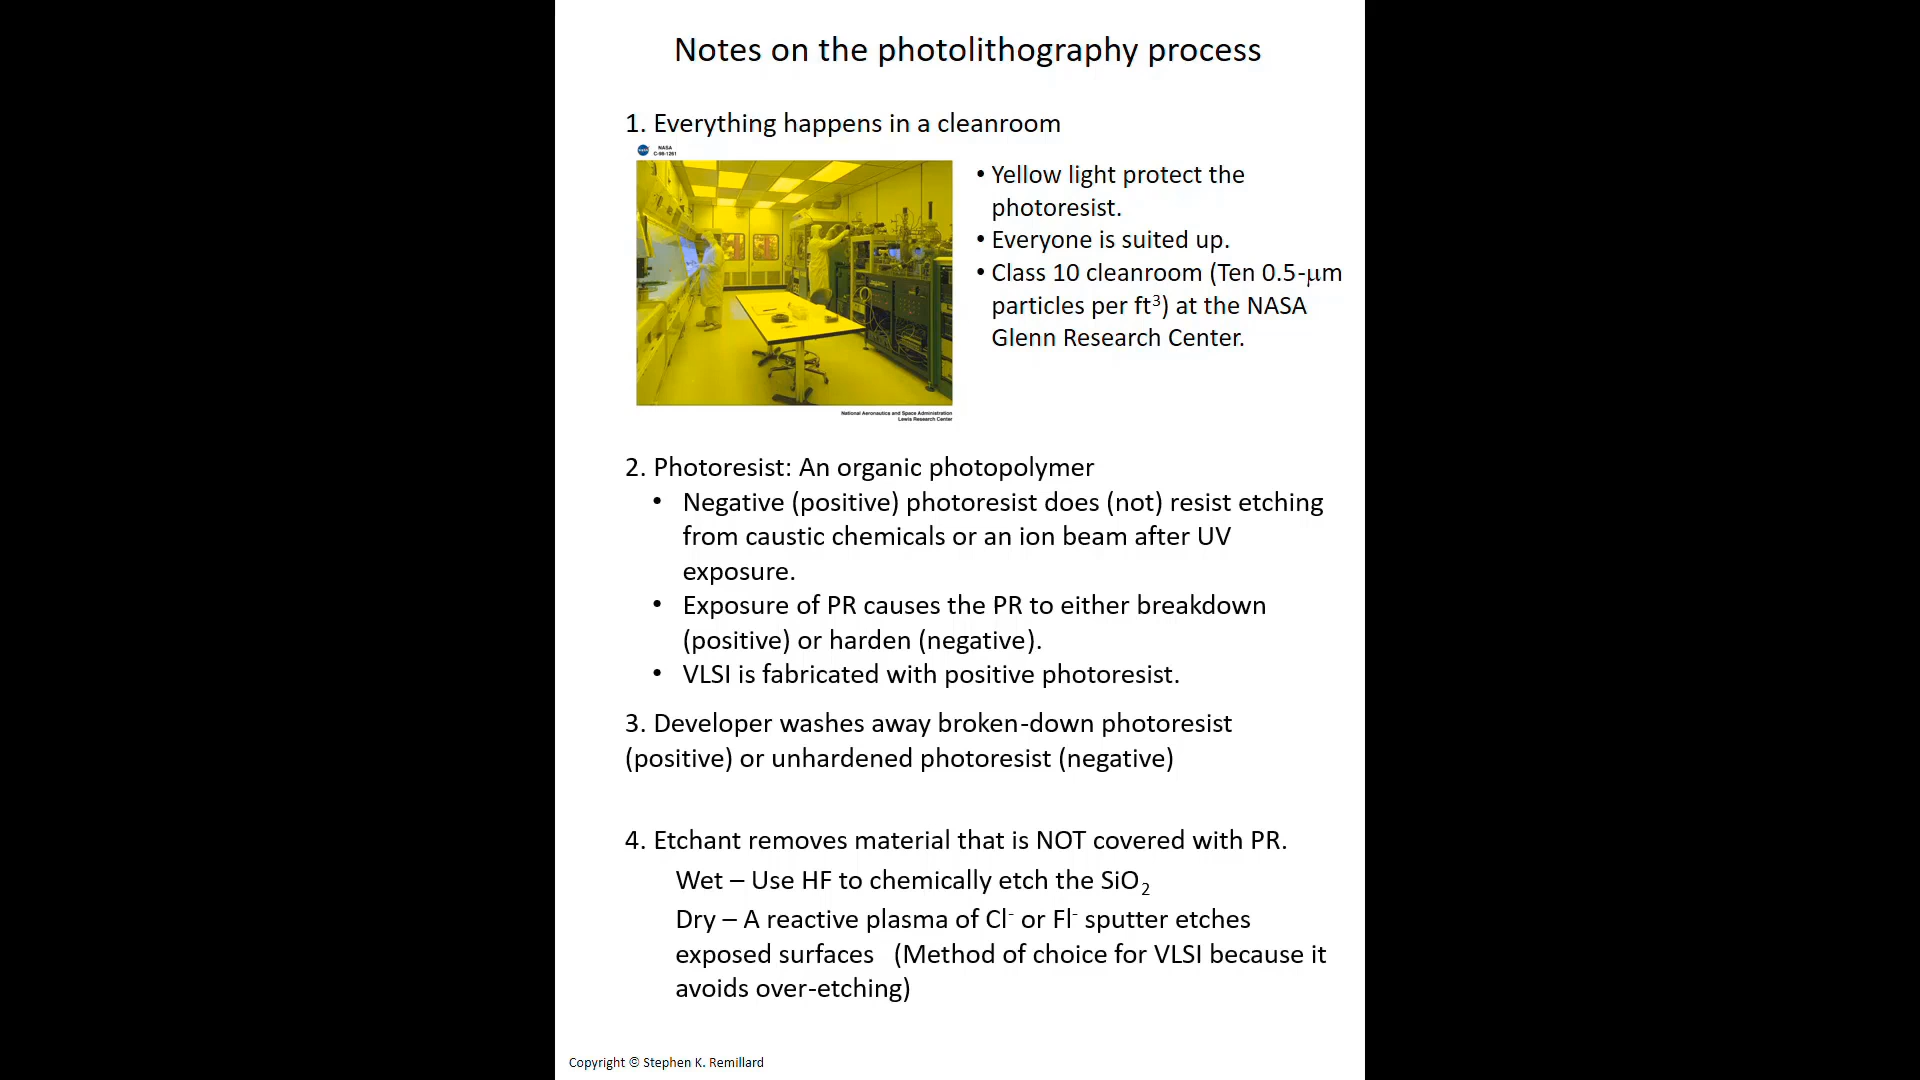 Notes on the photolithography process
1. Everything happens in a cleanroom
NASA
C-98-1261
• Yellow light protect the
photoresist.
• Everyone is suited up.
• Class 10 cleanroom (Ten 0.5-μm
particles per ft³) at the NASA
Glenn Research Center.
National Aeronautics and Space Administration
Lewis Research Center
2. Photoresist: An organic photopolymer
• Negative (positive) photoresist does (not) resist etching
from caustic chemicals or an ion beam after UV
exposure.
• Exposure of PR causes the PR to either breakdown
(positive) or harden (negative).
• VLSI is fabricated with positive photoresist.
3. Developer washes away broken-down photoresist
(positive) or unhardened photoresist (negative)
4. Etchant removes material that is NOT covered with PR.
Wet – Use HF to chemically etch the SiO₂
Dry – A reactive plasma of Cl⁻ or Fl⁻ sputter etches
exposed surfaces (Method of choice for VLSI because it
avoids over-etching)
Copyright © Stephen K. Remillard